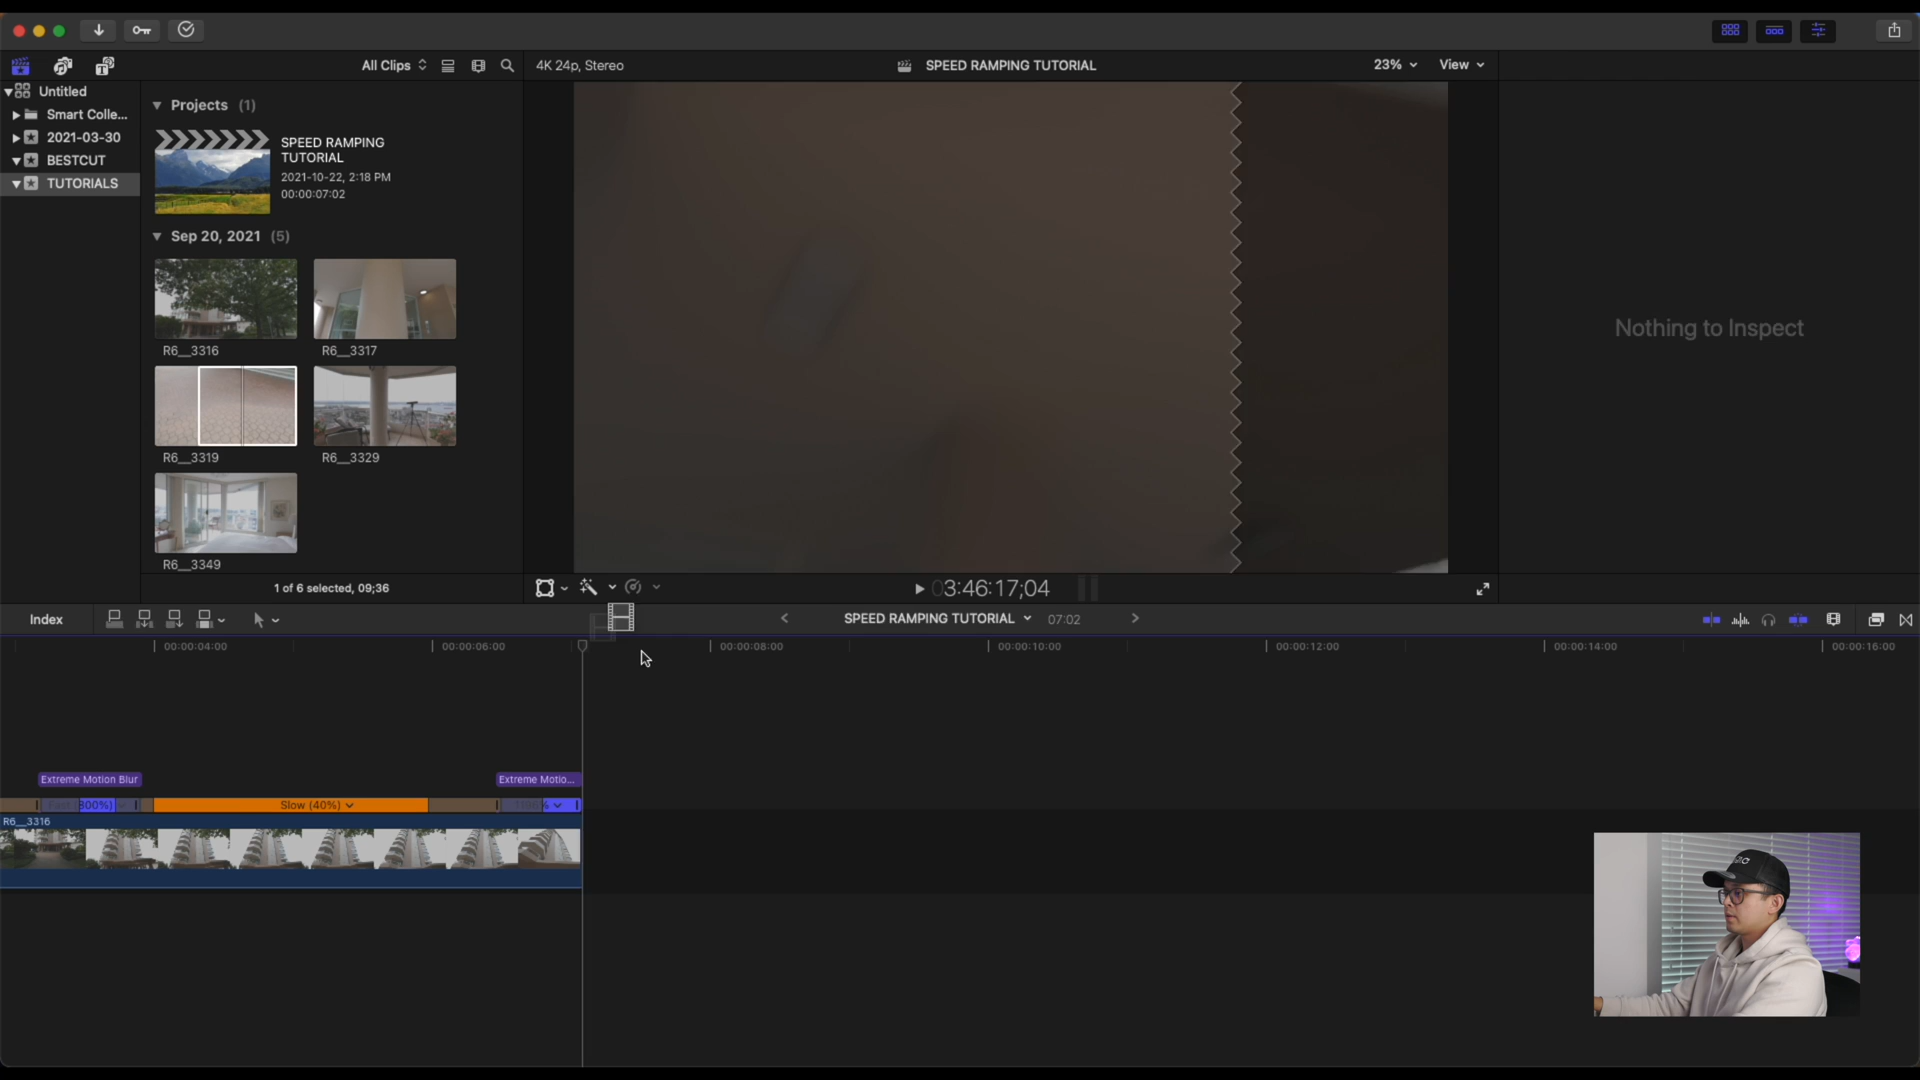 All Clips
4K 24p, Stereo
SPEED RAMPING TUTORIAL
23%
View
Untitled
Smart Colle...
2021-03-30
BESTCUT
TUTORIALS
Projects (1)
SPEED RAMPING
TUTORIAL
2021-10-22, 2:18 PM
00:00:07:02
Sep 20, 2021 (5)
R6__3316
R6__3317
R6__3319
R6__3329
R6__3349
1 of 6 selected, 09;36
Nothing to Inspect
03:46:17;04
Index
SPEED RAMPING TUTORIAL
07:02
00:00:04:00
00:00:06:00
00:00:08:00
00:00:10:00
00:00:12:00
00:00:14:00
00:00:16:00
Extreme Motion Blur
Extreme Motio...
Fast (800%)
Slow (40%)
R6__3316